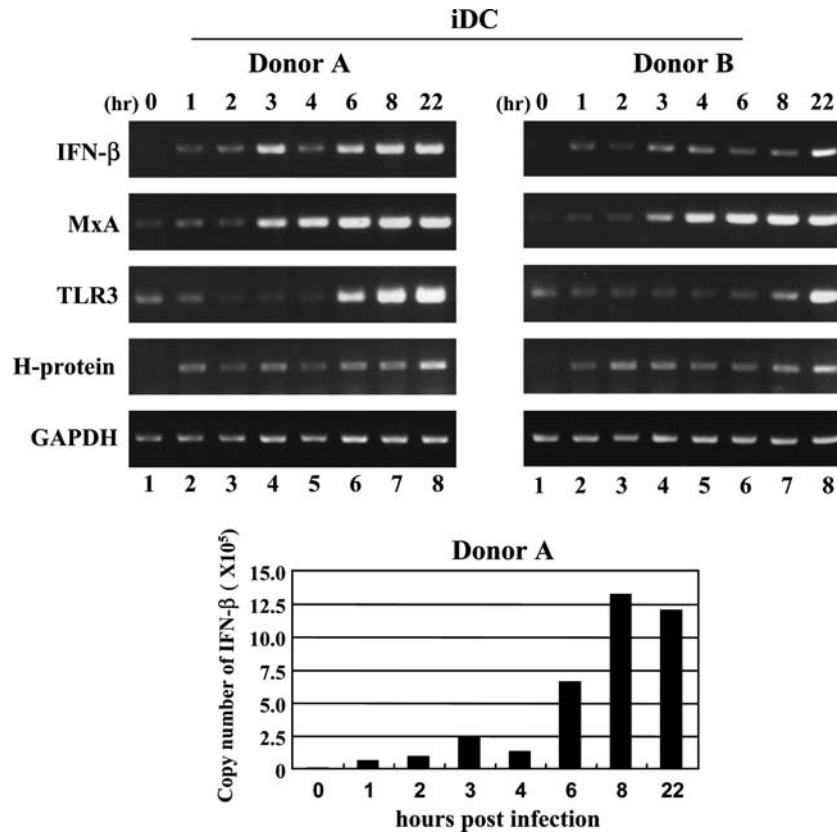 iDC
Donor A Donor B
(hr) 0 1 2 3 4 6 8 22 (hr) 0 1 2 3 4 6 8 22
IFN-β
MxA
TLR3
H-protein
GAPDH
1 2 3 4 5 6 7 8 1 2 3 4 5 6 7 8
Donor A
Copy number of IFN-β ( X10⁵)
15.0
12.5
10.0
7.5
5.0
2.5
0
0 1 2 3 4 6 8 22
hours post infection